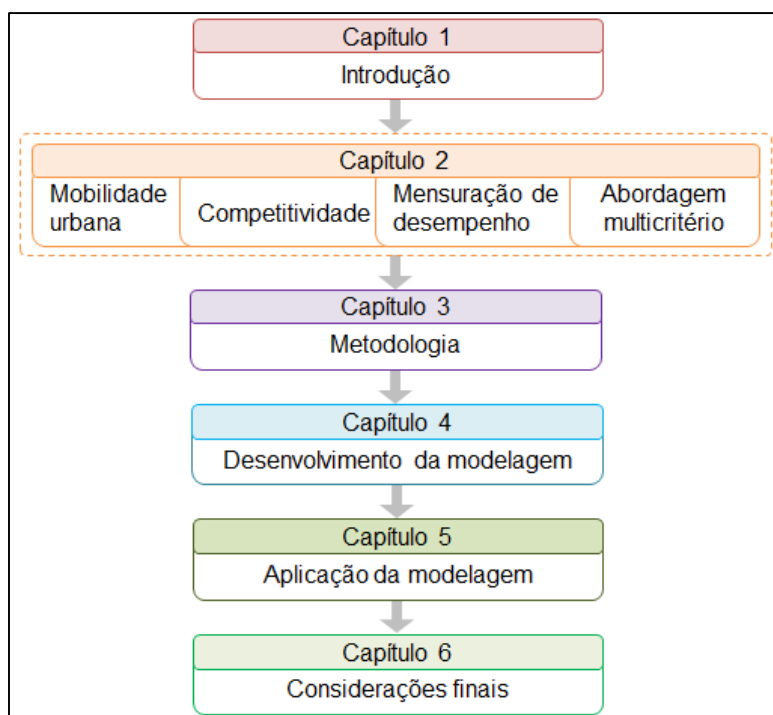 Capítulo 1
Introdução
Capítulo 2
Mobilidade
urbana
Competitividade
Mensuração de
desempenho
Abordagem
multicritério
Capítulo 3
Metodologia
Capítulo 4
Desenvolvimento da modelagem
Capítulo 5
Aplicação da modelagem
Capítulo 6
Considerações finais